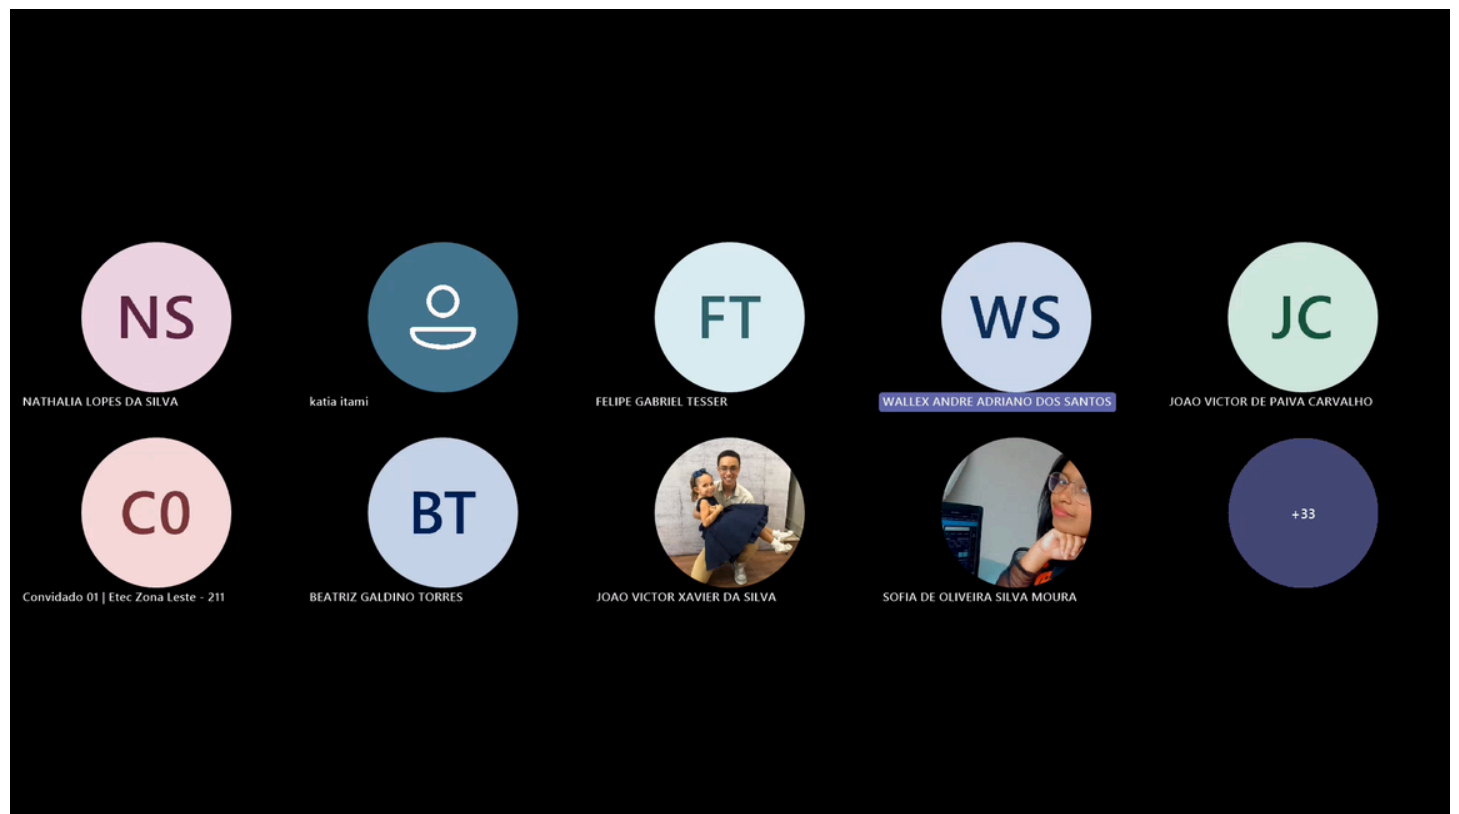 NS
NATHALIA LOPES DA SILVA
katia itami
FT
FELIPE GABRIEL TESSER
WS
WALLEX ANDRE ADRIANO DOS SANTOS
JC
JOAO VICTOR DE PAIVA CARVALHO
C0
Convidado 01 | Etec Zona Leste - 211
BT
BEATRIZ GALDINO TORRES
JOAO VICTOR XAVIER DA SILVA
SOFIA DE OLIVEIRA SILVA MOURA
+33